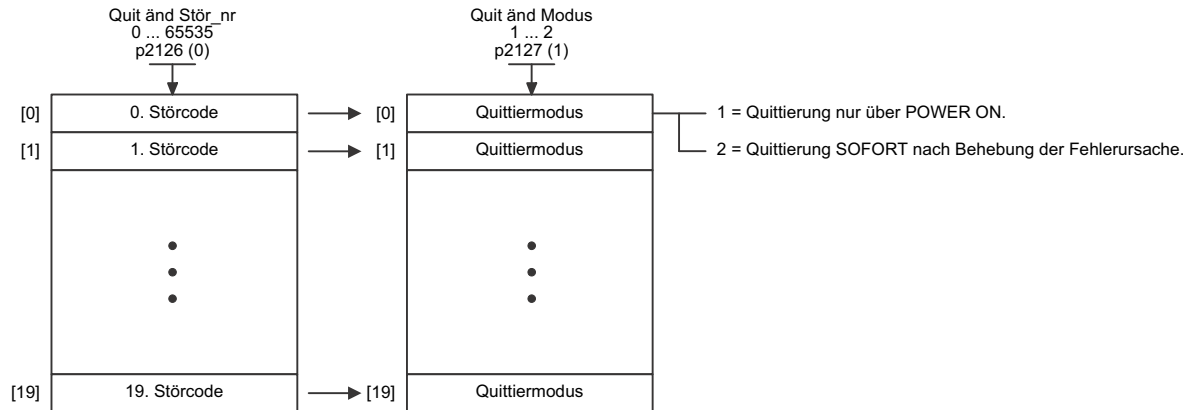 Quit änd Stör_nr
0 ... 65535
p2126 (0)
Quit änd Modus
1 ... 2
p2127 (1)
[0] 0. Störcode [0] Quittiermodus 1 = Quittierung nur über POWER ON.
[1] 1. Störcode [1] Quittiermodus 2 = Quittierung SOFORT nach Behebung der Fehlerursache.
[19] 19. Störcode [19] Quittiermodus